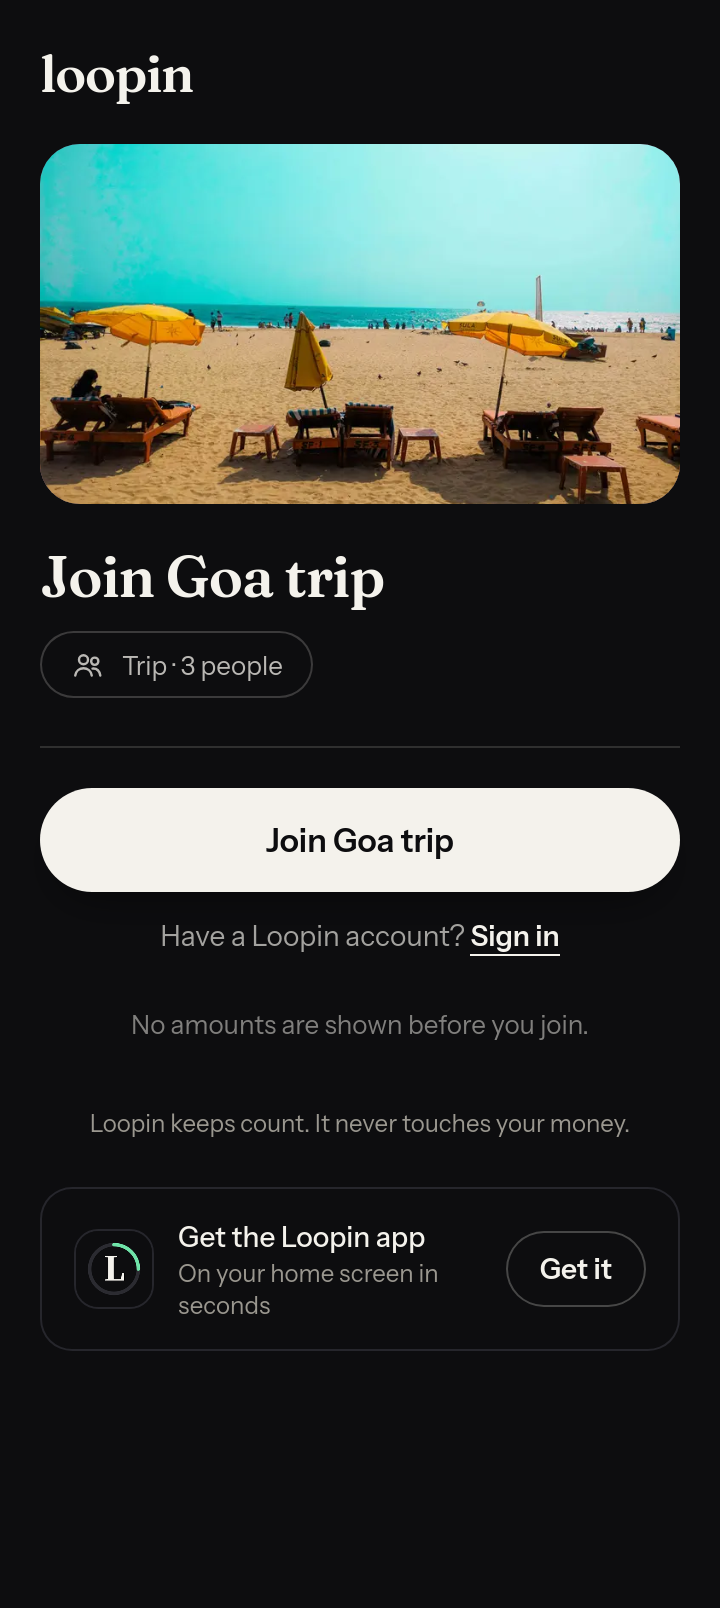 loopin
Join Goa trip
Trip · 3 people
Join Goa trip
Have a Loopin account? Sign in
No amounts are shown before you join.
Loopin keeps count. It never touches your money.
L
Get the Loopin app
On your home screen in
seconds
Get it